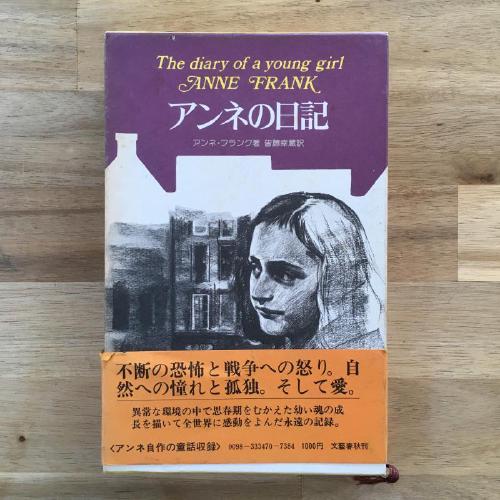 The diary of a young girl
ANNE FRANK
アンネの日記
アンネ・フランク著 皆藤幸蔵訳
不断の恐怖と戦争への怒り。自
然への憧れと孤独。そして愛。
異常な環境の中で思春期をむかえた幼い魂の成
長を描いて全世界に感動をよんだ永遠の記録。
〈アンネ自作の童話収録〉 0098-333470-7384 1000円 文藝春秋刊